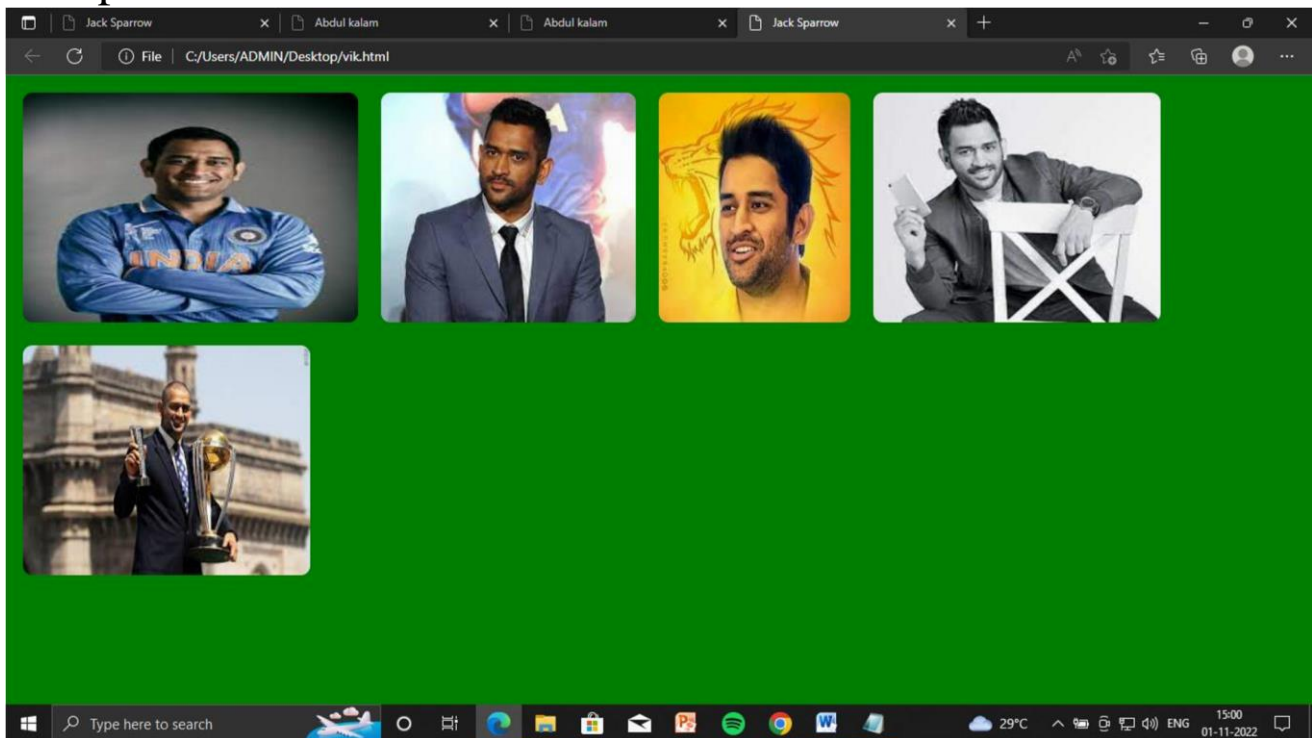 Jack Sparrow
Abdul kalam
Abdul kalam
Jack Sparrow
File C:/Users/ADMIN/Desktop/vik.html
INDIA
Type here to search
29°C
ENG
15:00
01-11-2022